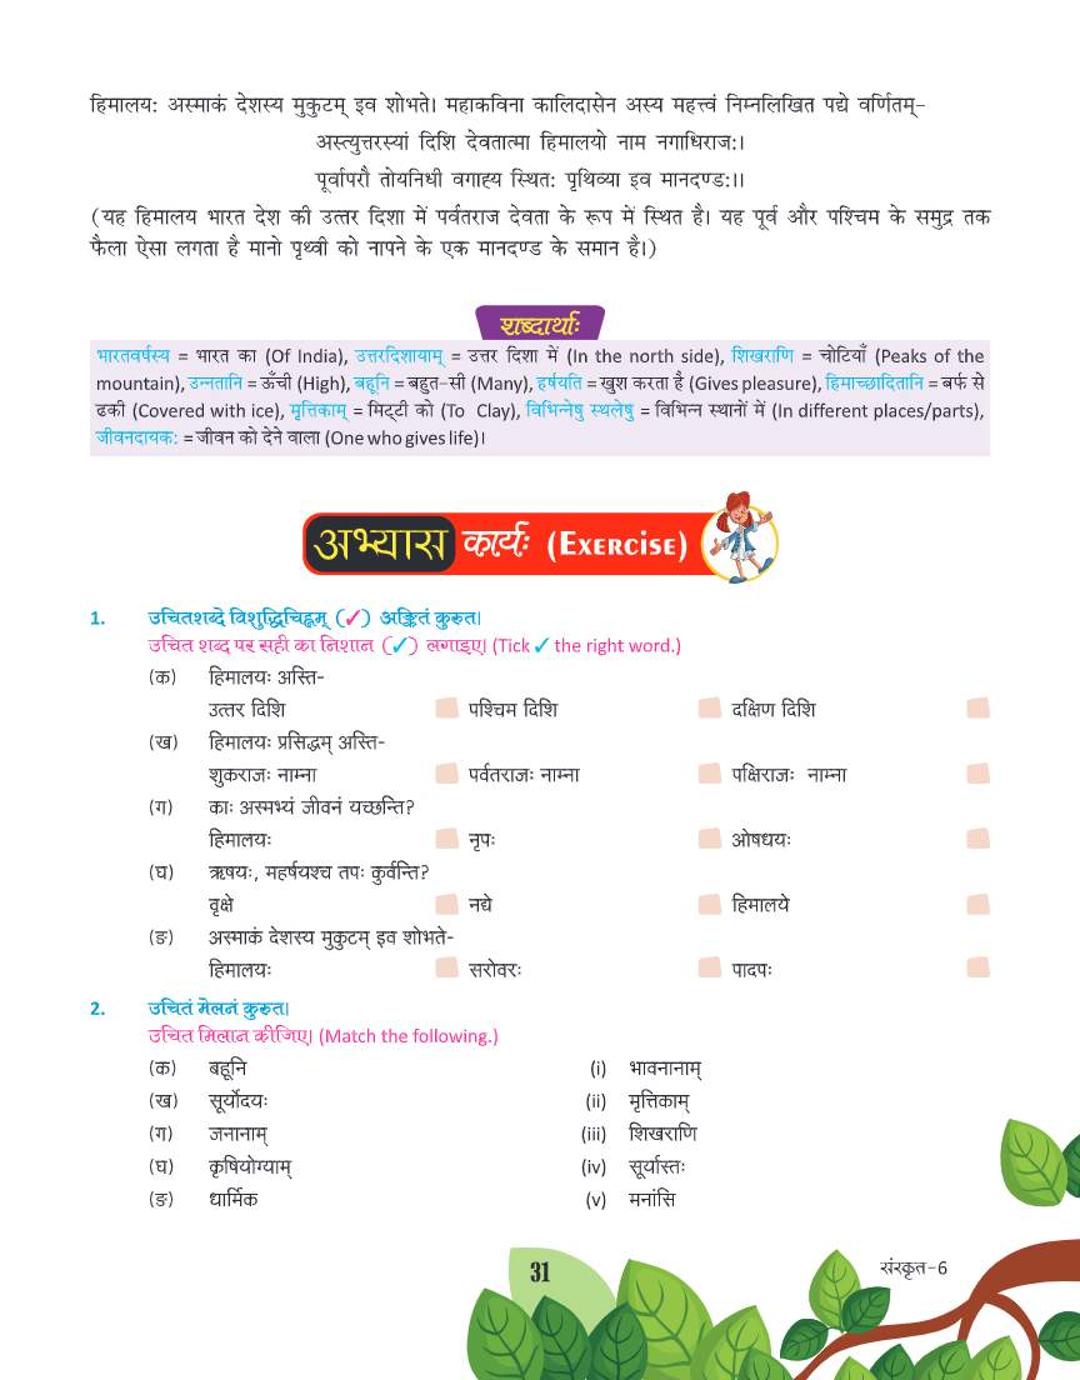 हिमालय: अस्माकं देशस्य मुकुटम् इव शोभते। महाकविना कालिदासेन अस्य महत्त्वं निम्नलिखित पद्ये वर्णितम्-
अस्त्युत्तरस्यां दिशि देवतात्मा हिमालयो नाम नगाधिराज:।
पूर्वापरौ तोयनिधी वगाह्य स्थित: पृथिव्या इव मानदण्ड:।।
(यह हिमालय भारत देश की उत्तर दिशा में पर्वतराज देवता के रूप में स्थित है। यह पूर्व और पश्चिम के समुद्र तक
फैला ऐसा लगता है मानो पृथ्वी को नापने के एक मानदण्ड के समान है।)
शब्दार्थाः
भारतवर्षस्य = भारत का (Of India), उत्तरदिशायाम् = उत्तर दिशा में (In the north side), शिखराणि = चोटियाँ (Peaks of the
mountain), उन्नतानि = ऊँची (High), बहूनि = बहुत-सी (Many), हर्षयति = खुश करता है (Gives pleasure), हिमाच्छादितानि = बर्फ से
ढकी (Covered with ice), मृत्तिकाम् = मिट्टी को (To Clay), विभिन्नेषु स्थलेषु = विभिन्न स्थानों में (In different places/parts),
जीवनदायक: = जीवन को देने वाला (One who gives life)।
अभ्यास कार्यः (EXERCISE)
1. उचितशब्दे विशुद्धिचिह्नम् (✓) अङ्कितं कुरुत।
उचित शब्द पर सही का निशान (✓) लगाइए। (Tick ✓ the right word.)
(क) हिमालयः अस्ति-
उत्तर दिशि पश्चिम दिशि दक्षिण दिशि
(ख) हिमालयः प्रसिद्धम् अस्ति-
शुकराजः नाम्ना पर्वतराजः नाम्ना पक्षिराजः नाम्ना
(ग) काः अस्मभ्यं जीवनं यच्छन्ति?
हिमालयः नृपः ओषधयः
(घ) ऋषयः, महर्षयश्च तपः कुर्वन्ति?
वृक्षे नद्ये हिमालये
(ङ) अस्माकं देशस्य मुकुटम् इव शोभते-
हिमालयः सरोवरः पादपः
2. उचितं मेलनं कुरुत।
उचित मिलान कीजिए। (Match the following.)
(क) बहूनि (i) भावनानाम्
(ख) सूर्योदयः (ii) मृत्तिकाम्
(ग) जनानाम् (iii) शिखराणि
(घ) कृषियोग्याम् (iv) सूर्यास्तः
(ङ) धार्मिक (v) मनांसि
31
संस्कृत-6